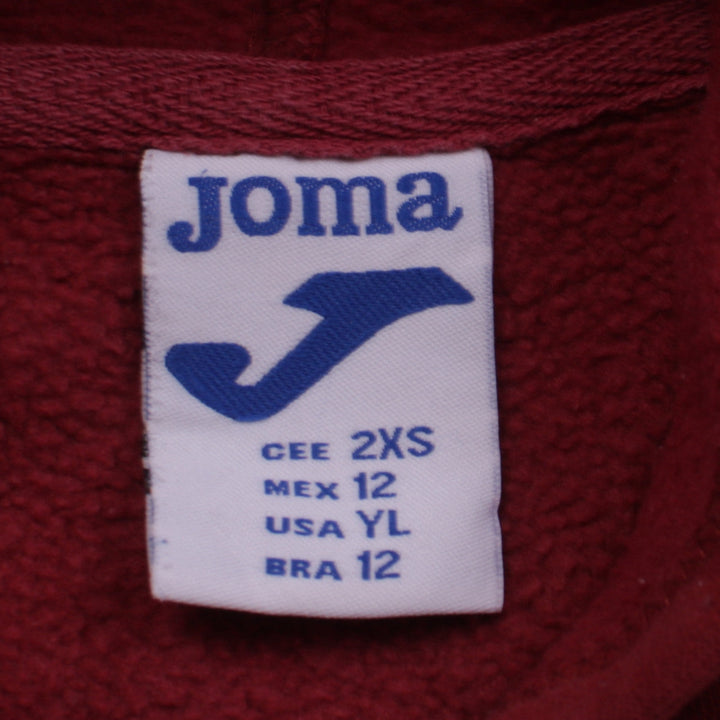 Joma
CEE 2XS
MEX 12
USA YL
BRA 12